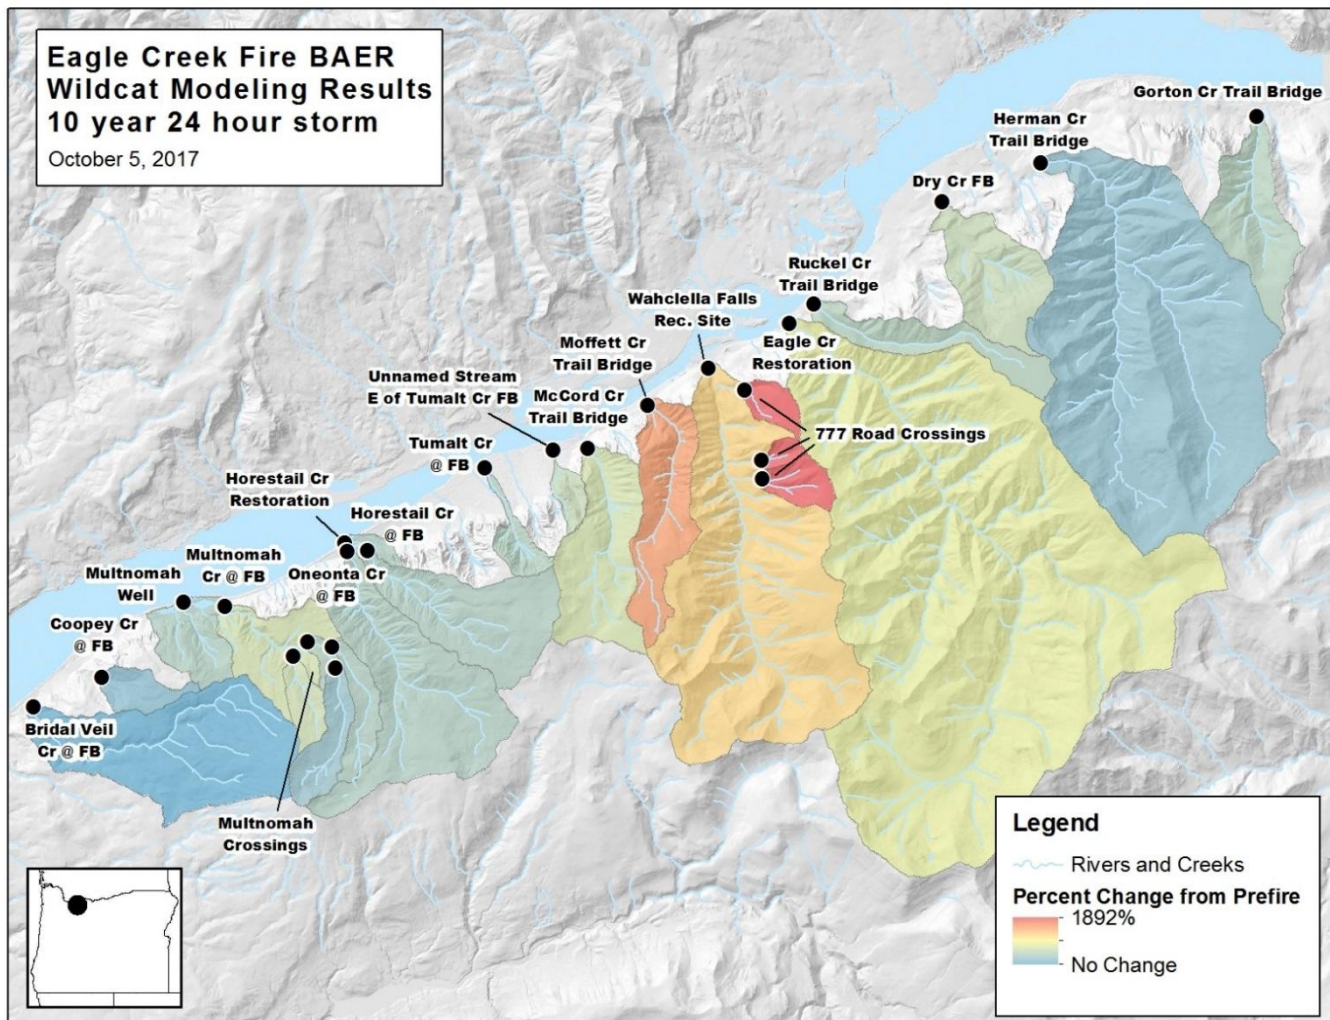 Eagle Creek Fire BAER
Wildcat Modeling Results
10 year 24 hour storm
October 5, 2017
Gorton Cr Trail Bridge
Herman Cr
Trail Bridge
Dry Cr FB
Ruckel Cr
Trail Bridge
Wahclella Falls
Rec. Site
Eagle Cr
Restoration
Moffett Cr
Trail Bridge
Unnamed Stream
E of Tumalt Cr FB
McCord Cr
Trail Bridge
777 Road Crossings
Tumalt Cr
@ FB
Horestail Cr
Restoration
Horestail Cr
@ FB
Multnomah
Cr @ FB
Oneonta Cr
@ FB
Multnomah
Well
Coopey Cr
@ FB
Bridal Veil
Cr @ FB
Multnomah
Crossings
Legend
Rivers and Creeks
Percent Change from Prefire
1892%
No Change